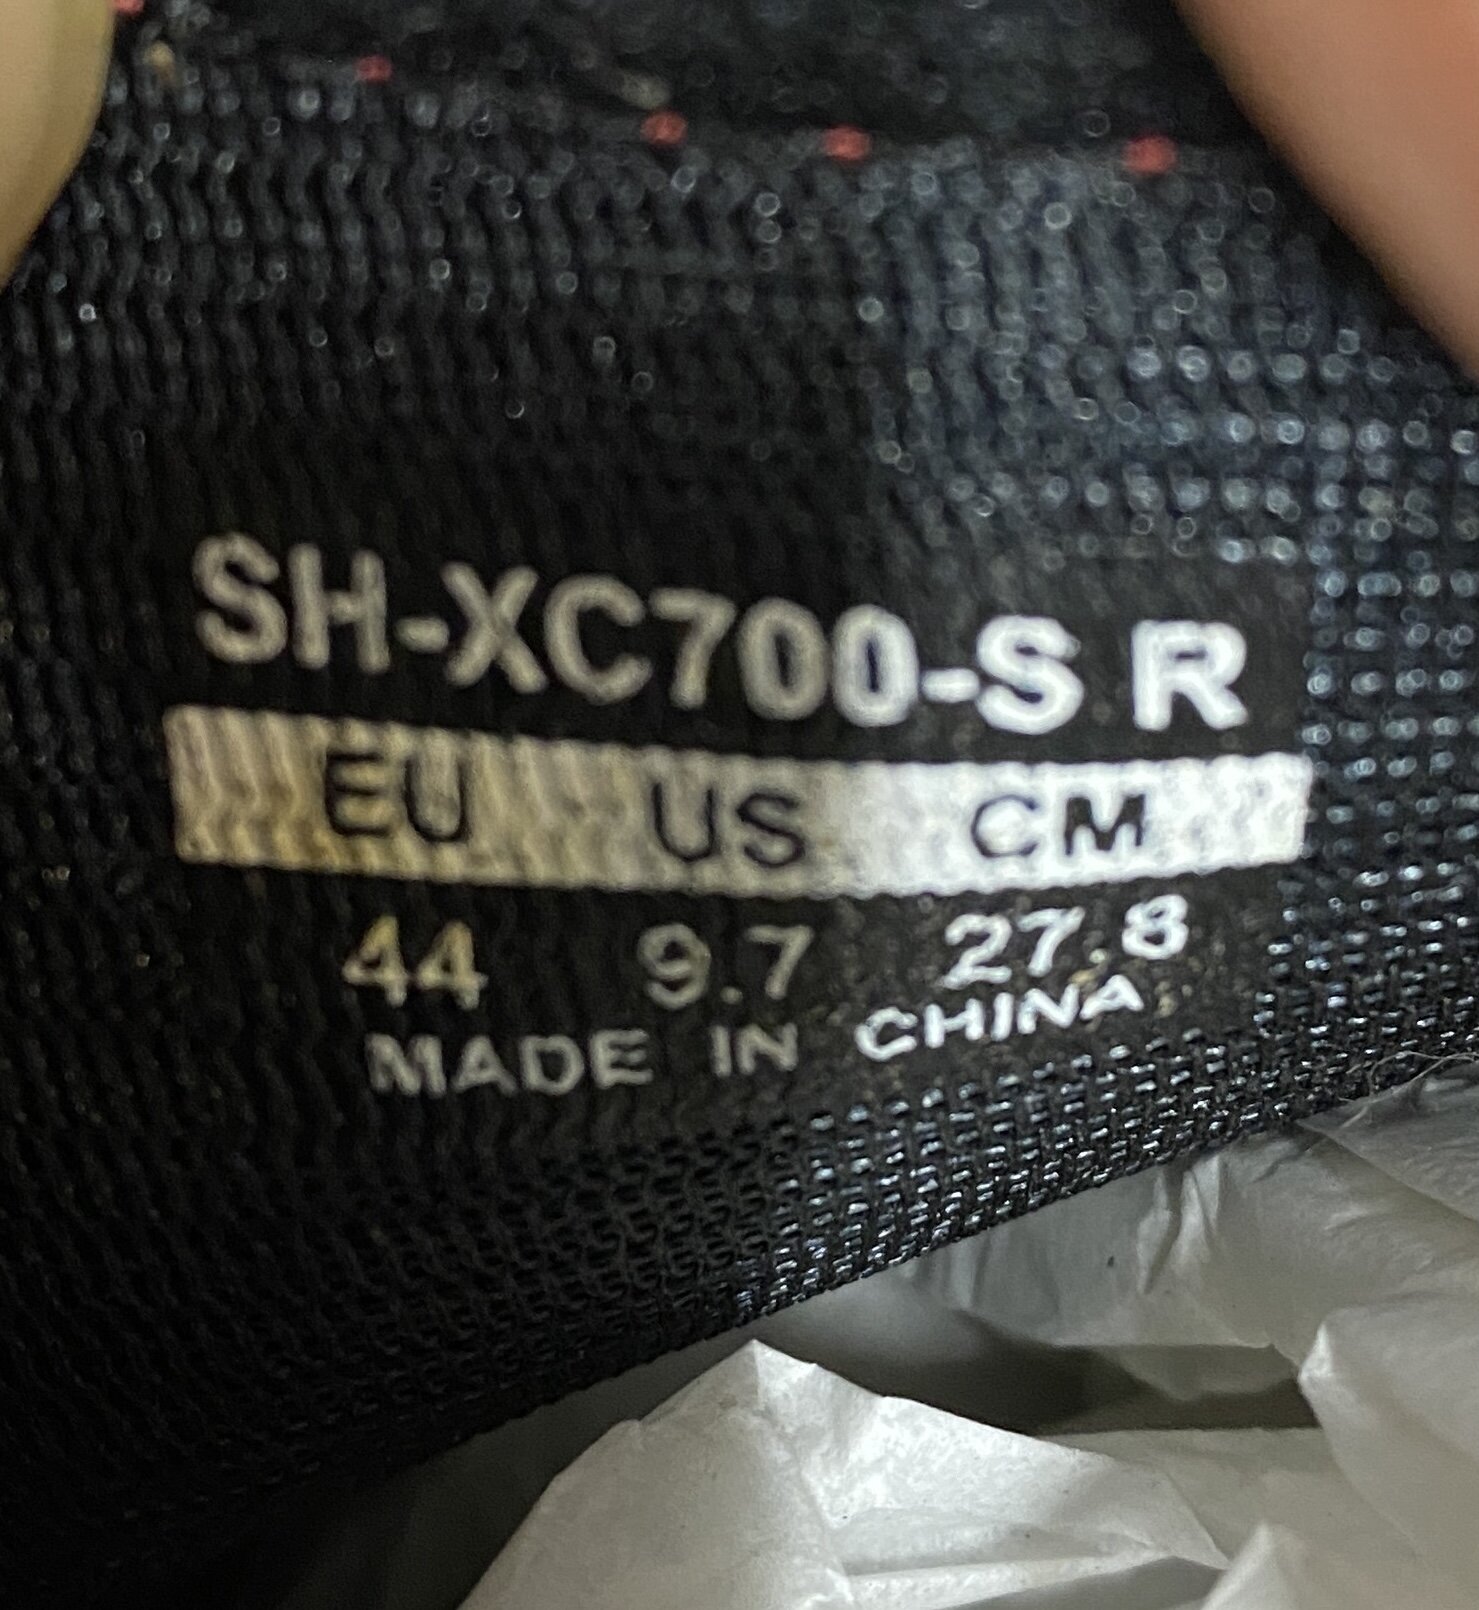 SH-XC700-S R
EU US CM
44 9.7 27.8
MADE IN CHINA